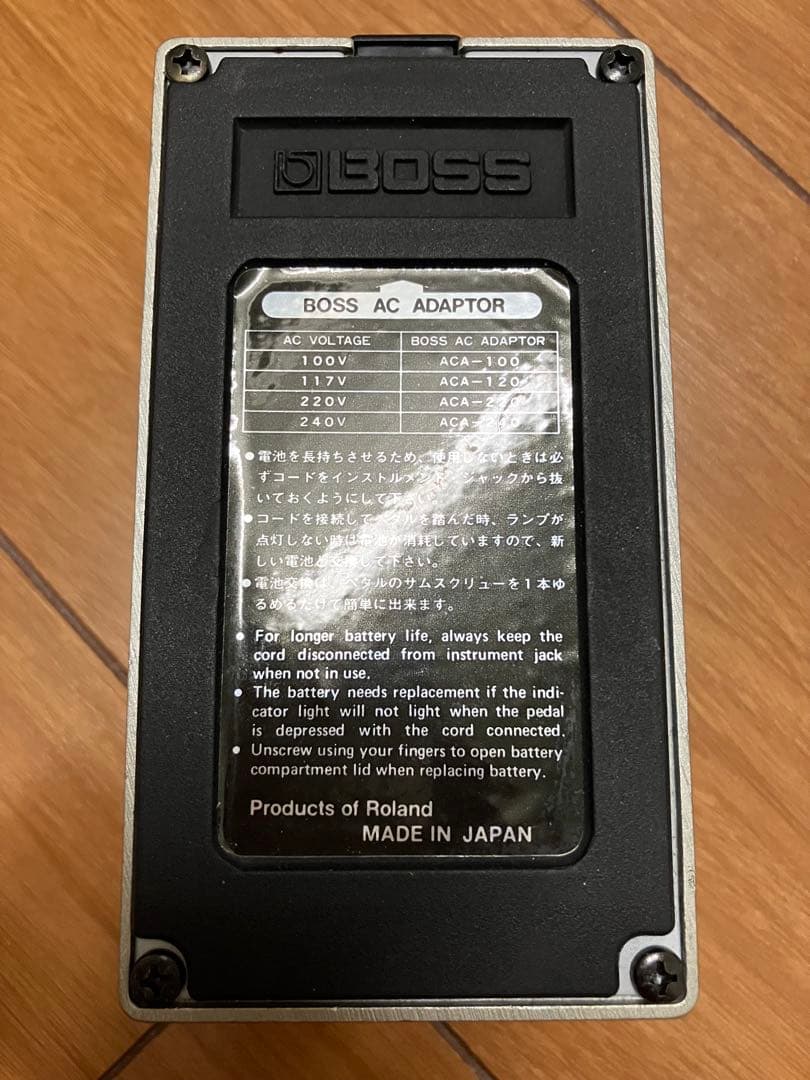 BOSS
BOSS AC ADAPTOR
AC VOLTAGE BOSS AC ADAPTOR
100V ACA-100
117V ACA-120
220V ACA-220
240V ACA-240
●電池を長持ちさせるため、使用しないときは必
ずコードをインストルメント・ジャックから抜
いておくようにして下さい。
●コードを接続してペダルを踏んだ時、ランプが
点灯しない時は電池が消耗していますので、新
しい電池と交換して下さい。
●電池交換は、ペダルのサムスクリューを1本ゆ
るめるだけで簡単に出来ます。
● For longer battery life, always keep the
cord disconnected from instrument jack
when not in use.
● The battery needs replacement if the indi-
cator light will not light when the pedal
is depressed with the cord connected.
● Unscrew using your fingers to open battery
compartment lid when replacing battery.
Products of Roland
MADE IN JAPAN